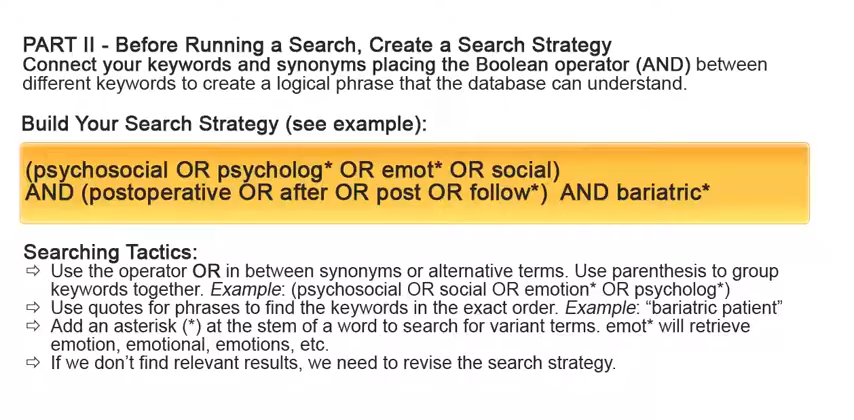 PART II - Before Running a Search, Create a Search Strategy
Connect your keywords and synonyms placing the Boolean operator (AND) between
different keywords to create a logical phrase that the database can understand.
Build Your Search Strategy (see example):
(psychosocial OR psycholog* OR emot* OR social)
AND (postoperative OR after OR post OR follow*) AND bariatric*
Searching Tactics:
⇨ Use the operator OR in between synonyms or alternative terms. Use parenthesis to group
keywords together. Example: (psychosocial OR social OR emotion* OR psycholog*)
⇨ Use quotes for phrases to find the keywords in the exact order. Example: “bariatric patient”
⇨ Add an asterisk (*) at the stem of a word to search for variant terms. emot* will retrieve
emotion, emotional, emotions, etc.
⇨ If we don’t find relevant results, we need to revise the search strategy.